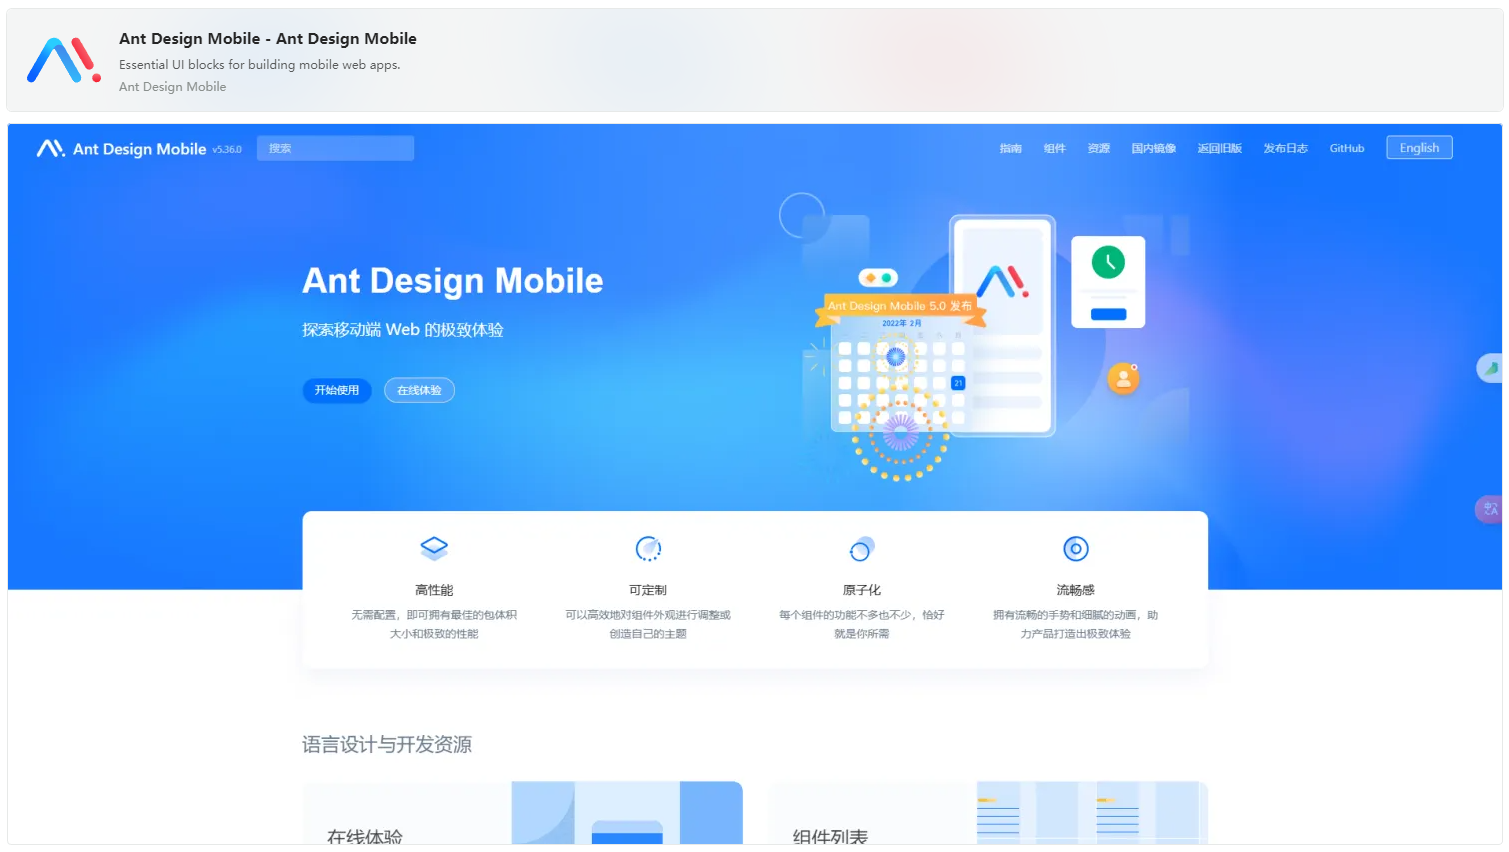 Ant Design Mobile - Ant Design Mobile
Essential UI blocks for building mobile web apps.
Ant Design Mobile
Ant Design Mobile v5.36.0 搜索 指南 组件 资源 国内镜像 返回旧版 发布日志 GitHub English
Ant Design Mobile
探索移动端 Web 的极致体验
开始使用 在线体验
Ant Design Mobile 5.0 发布
2022年 2月
21
高性能
无需配置，即可拥有最佳的包体积
大小和极致的性能
可定制
可以高效地对组件外观进行调整或
创造自己的主题
原子化
每个组件的功能不多也不少，恰好
就是你所需
流畅感
拥有流畅的手势和细腻的动画，助
力产品打造出极致体验
语言设计与开发资源
在线体验
组件列表